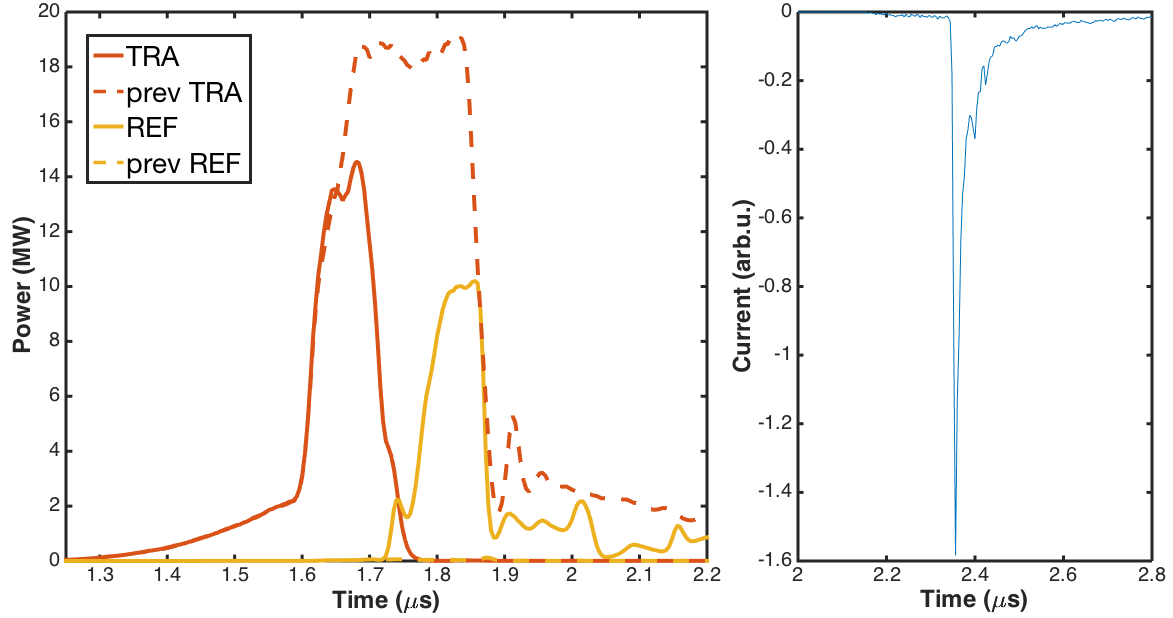 20
18
16
14
12
10
8
6
4
2
0
Power (MW)
TRA
prev TRA
REF
prev REF
1.3 1.4 1.5 1.6 1.7 1.8 1.9 2 2.1 2.2
Time (μs)
0
-0.2
-0.4
-0.6
-0.8
-1
-1.2
-1.4
-1.6
Current (arb.u.)
2 2.2 2.4 2.6 2.8
Time (μs)